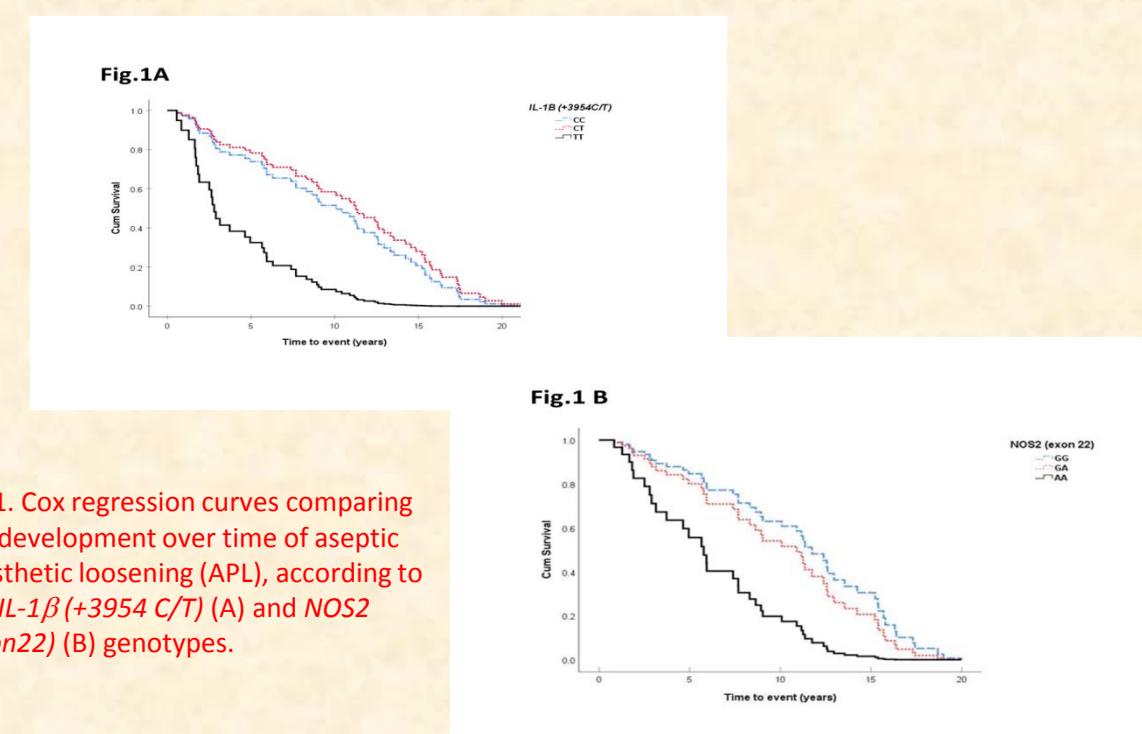 Fig.1A
IL-1B (+3954C/T)
CC
CT
TT
1.0
0.8
0.6
0.4
0.2
0.0
Cum Survival
0 5 10 15 20
Time to event (years)
Fig.1 B
NOS2 (exon 22)
GG
GA
AA
1.0
0.8
0.6
0.4
0.2
0.0
Cum Survival
0 5 10 15 20
Time to event (years)
1. Cox regression curves comparing
development over time of aseptic
sthetic loosening (APL), according to
IL-1β (+3954 C/T) (A) and NOS2
n22) (B) genotypes.